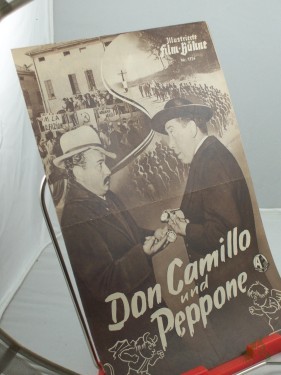 Illustrierte
Film-Bühne
Don Camillo
und
Peppone